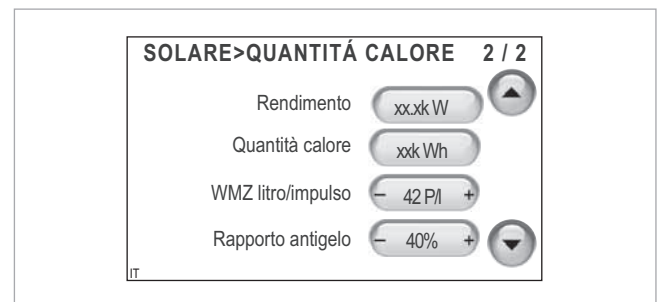 SOLARE>QUANTITÁ CALORE 2 / 2
Rendimento xx.xk W
Quantità calore xxk Wh
WMZ litro/impulso - 42 P/l +
Rapporto antigelo - 40% +
IT